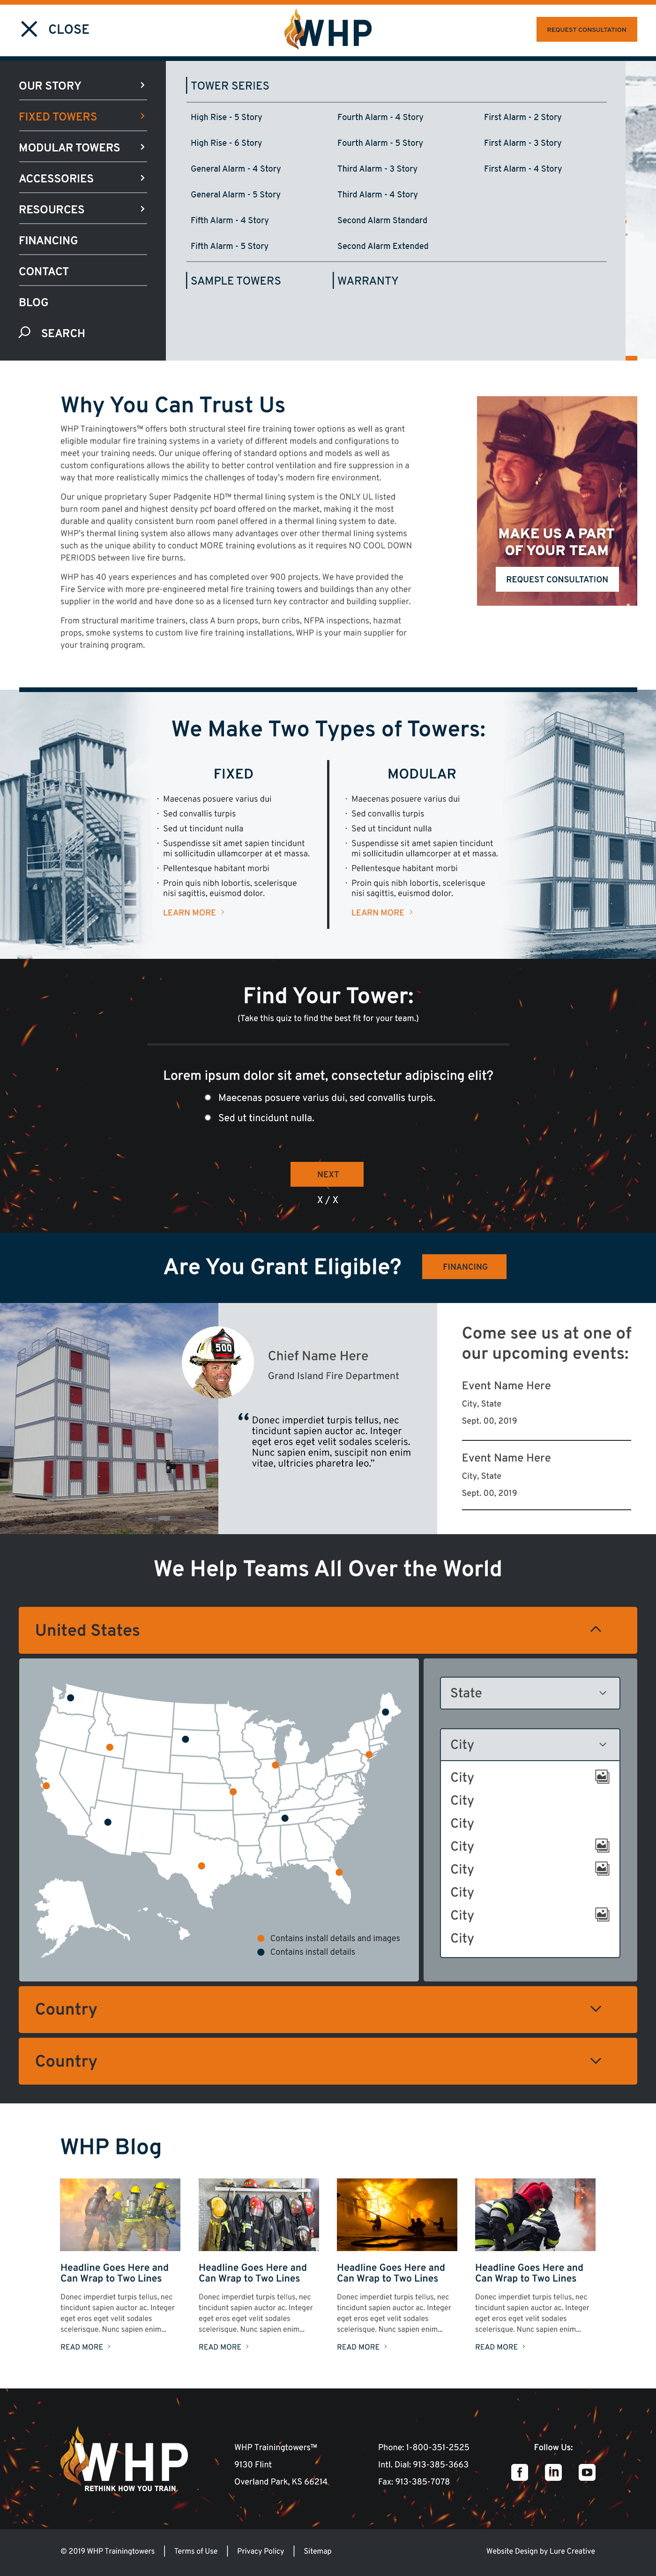 CLOSE
WHP
REQUEST CONSULTATION
OUR STORY
FIXED TOWERS
MODULAR TOWERS
ACCESSORIES
RESOURCES
FINANCING
CONTACT
BLOG
SEARCH
TOWER SERIES
High Rise - 5 Story
High Rise - 6 Story
General Alarm - 4 Story
General Alarm - 5 Story
Fifth Alarm - 4 Story
Fifth Alarm - 5 Story
Fourth Alarm - 4 Story
Fourth Alarm - 5 Story
Third Alarm - 3 Story
Third Alarm - 4 Story
Second Alarm Standard
Second Alarm Extended
First Alarm - 2 Story
First Alarm - 3 Story
First Alarm - 4 Story
SAMPLE TOWERS
WARRANTY
Why You Can Trust Us
WHP Trainingtowers™ offers both structural steel fire training tower options as well as grant
eligible modular fire training systems in a variety of different models and configurations to
meet your training needs. Our unique offering of standard options and models as well as
custom configurations allows the ability to better control ventilation and fire suppression in a
way that more realistically mimics the challenges of today's modern fire environment.
Our unique proprietary Super Padgenite HD™ thermal lining system is the ONLY UL listed
burn room panel and highest density pcf board offered on the market, making it the most
durable and quality consistent burn room panel offered in a thermal lining system to date.
WHP's thermal lining system also allows many advantages over other thermal lining systems
such as the unique ability to conduct MORE training evolutions as it requires NO COOL DOWN
PERIODS between live fire burns.
WHP has 40 years experiences and has completed over 900 projects. We have provided the
Fire Service with more pre-engineered metal fire training towers and buildings than any other
supplier in the world and have done so as a licensed turn key contractor and building supplier.
From structural maritime trainers, class A burn props, burn cribs, NFPA inspections, hazmat
props, smoke systems to custom live fire training installations, WHP is your main supplier for
your training program.
MAKE US A PART
OF YOUR TEAM
REQUEST CONSULTATION
We Make Two Types of Towers:
FIXED
· Maecenas posuere varius dui
· Sed convallis turpis
· Sed ut tincidunt nulla
· Suspendisse sit amet sapien tincidunt
mi sollicitudin ullamcorper at et massa.
· Pellentesque habitant morbi
· Proin quis nibh lobortis, scelerisque
nisi sagittis, euismod dolor.
LEARN MORE
MODULAR
· Maecenas posuere varius dui
· Sed convallis turpis
· Sed ut tincidunt nulla
· Suspendisse sit amet sapien tincidunt
mi sollicitudin ullamcorper at et massa.
· Pellentesque habitant morbi
· Proin quis nibh lobortis, scelerisque
nisi sagittis, euismod dolor.
LEARN MORE
Find Your Tower:
(Take this quiz to find the best fit for your team.)
Lorem ipsum dolor sit amet, consectetur adipiscing elit?
Maecenas posuere varius dui, sed convallis turpis.
Sed ut tincidunt nulla.
NEXT
X / X
Are You Grant Eligible?
FINANCING
500
Chief Name Here
Grand Island Fire Department
“ Donec imperdiet turpis tellus, nec
tincidunt sapien auctor ac. Integer
eget eros eget velit sodales sceleris.
Nunc sapien enim, suscipit non enim
vitae, ultricies pharetra leo.”
Come see us at one of
our upcoming events:
Event Name Here
City, State
Sept. 00, 2019
Event Name Here
City, State
Sept. 00, 2019
We Help Teams All Over the World
United States
Contains install details and images
Contains install details
State
City
City
City
City
City
City
City
City
City
Country
Country
WHP Blog
Headline Goes Here and
Can Wrap to Two Lines
Donec imperdiet turpis tellus, nec
tincidunt sapien auctor ac. Integer
eget eros eget velit sodales
scelerisque. Nunc sapien enim...
READ MORE
Headline Goes Here and
Can Wrap to Two Lines
Donec imperdiet turpis tellus, nec
tincidunt sapien auctor ac. Integer
eget eros eget velit sodales
scelerisque. Nunc sapien enim...
READ MORE
Headline Goes Here and
Can Wrap to Two Lines
Donec imperdiet turpis tellus, nec
tincidunt sapien auctor ac. Integer
eget eros eget velit sodales
scelerisque. Nunc sapien enim...
READ MORE
Headline Goes Here and
Can Wrap to Two Lines
Donec imperdiet turpis tellus, nec
tincidunt sapien auctor ac. Integer
eget eros eget velit sodales
scelerisque. Nunc sapien enim...
READ MORE
WHP
RETHINK HOW YOU TRAIN
WHP Trainingtowers™
9130 Flint
Overland Park, KS 66214
Phone: 1-800-351-2525
Intl. Dial: 913-385-3663
Fax: 913-385-7078
Follow Us:
© 2019 WHP Trainingtowers | Terms of Use | Privacy Policy | Sitemap
Website Design by Lure Creative